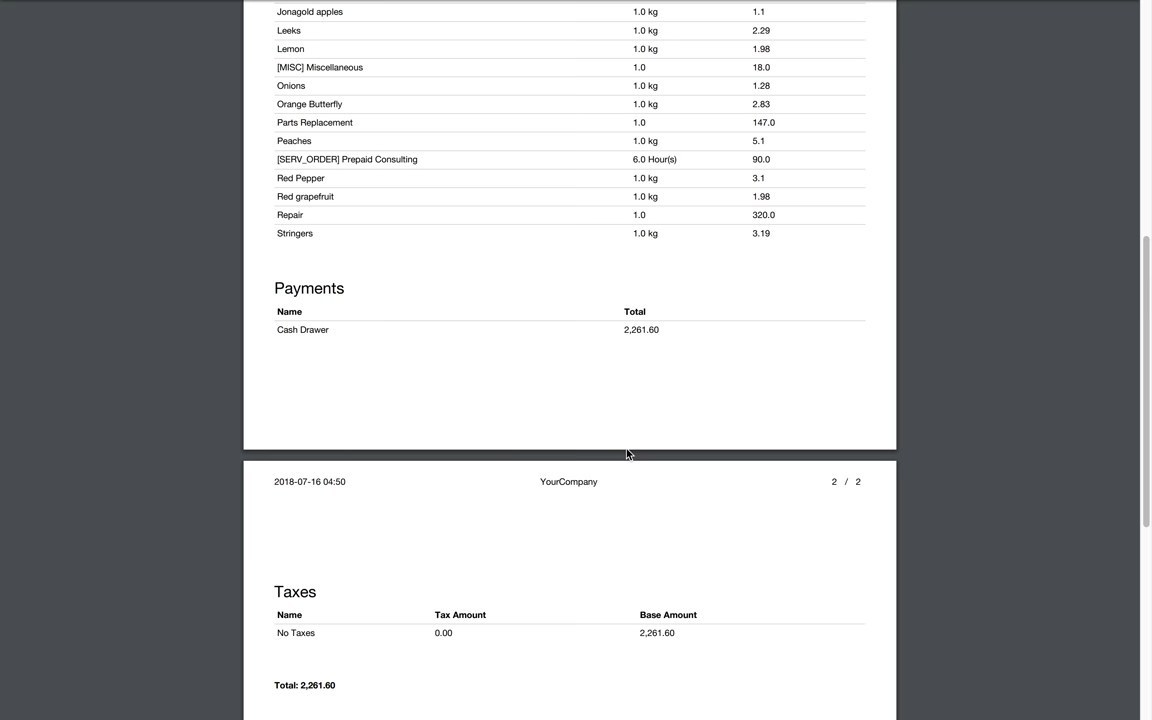 Jonagold apples 1.0 kg 1.1
Leeks 1.0 kg 2.29
Lemon 1.0 kg 1.98
[MISC] Miscellaneous 1.0 18.0
Onions 1.0 kg 1.28
Orange Butterfly 1.0 kg 2.83
Parts Replacement 1.0 147.0
Peaches 1.0 kg 5.1
[SERV_ORDER] Prepaid Consulting 6.0 Hour(s) 90.0
Red Pepper 1.0 kg 3.1
Red grapefruit 1.0 kg 1.98
Repair 1.0 320.0
Stringers 1.0 kg 3.19
Payments
Name Total
Cash Drawer 2,261.60
2018-07-16 04:50 YourCompany 2 / 2
Taxes
Name Tax Amount Base Amount
No Taxes 0.00 2,261.60
Total: 2,261.60